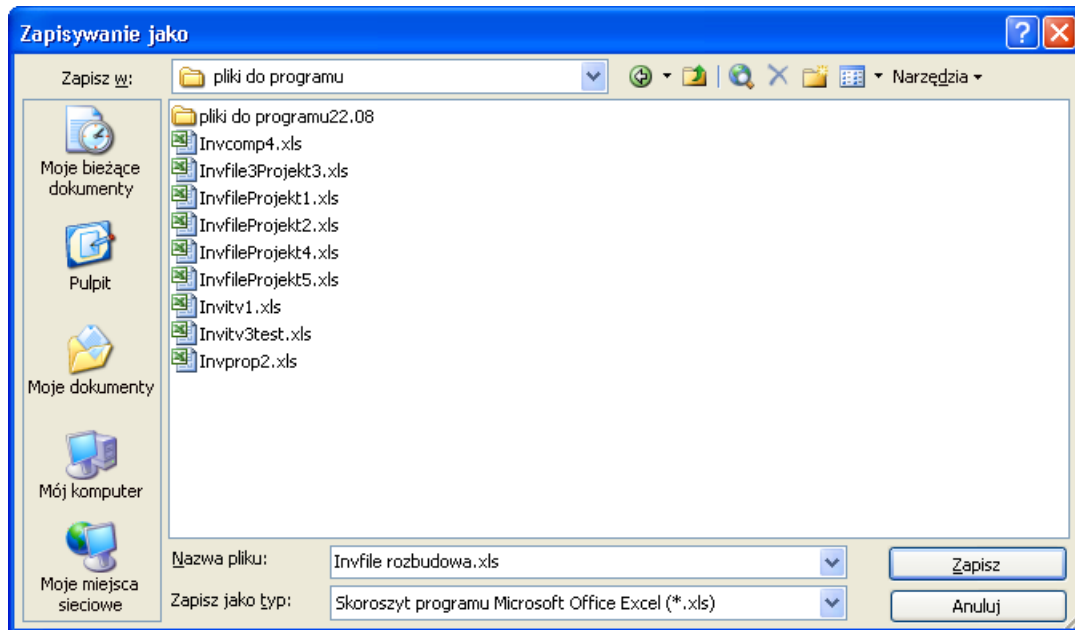 Zapisywanie jako
Zapisz w: pliki do programu Narzędzia
pliki do programu22.08
Invcomp4.xls
Invfile3Projekt3.xls
InvfileProjekt1.xls
InvfileProjekt2.xls
InvfileProjekt4.xls
InvfileProjekt5.xls
Invitv1.xls
Invitv3test.xls
Invprop2.xls
Moje bieżące
dokumenty
Pulpit
Moje dokumenty
Mój komputer
Moje miejsca
sieciowe
Nazwa pliku: Invfile rozbudowa.xls Zapisz
Zapisz jako typ: Skoroszyt programu Microsoft Office Excel (*.xls) Anuluj